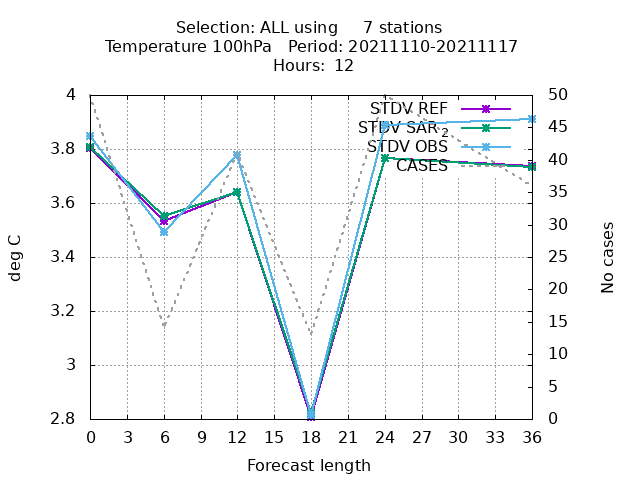 Selection: ALL using 7 stations
Temperature 100hPa Period: 20211110-20211117
Hours: 12
STDV REF
STDV SAR2
STDV OBS
CASES
4
3.8
3.6
3.4
3.2
3
2.8
50
45
40
35
30
25
20
15
10
5
0
deg C
No cases
0 3 6 9 12 15 18 21 24 27 30 33 36
Forecast length